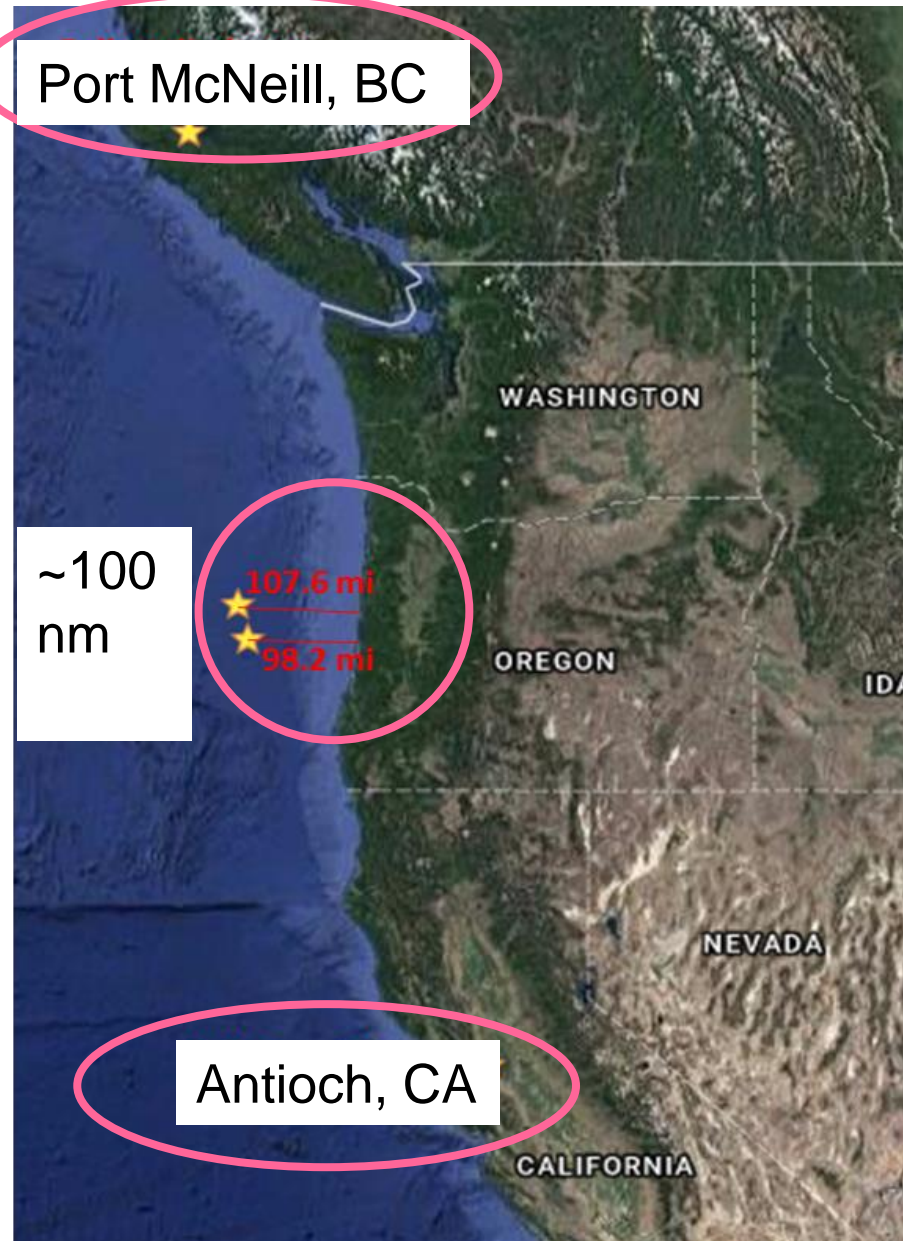 Port McNeill, BC
WASHINGTON
~100
nm
107.6 mi
98.2 mi
OREGON
IDA
NEVADA
Antioch, CA
CALIFORNIA